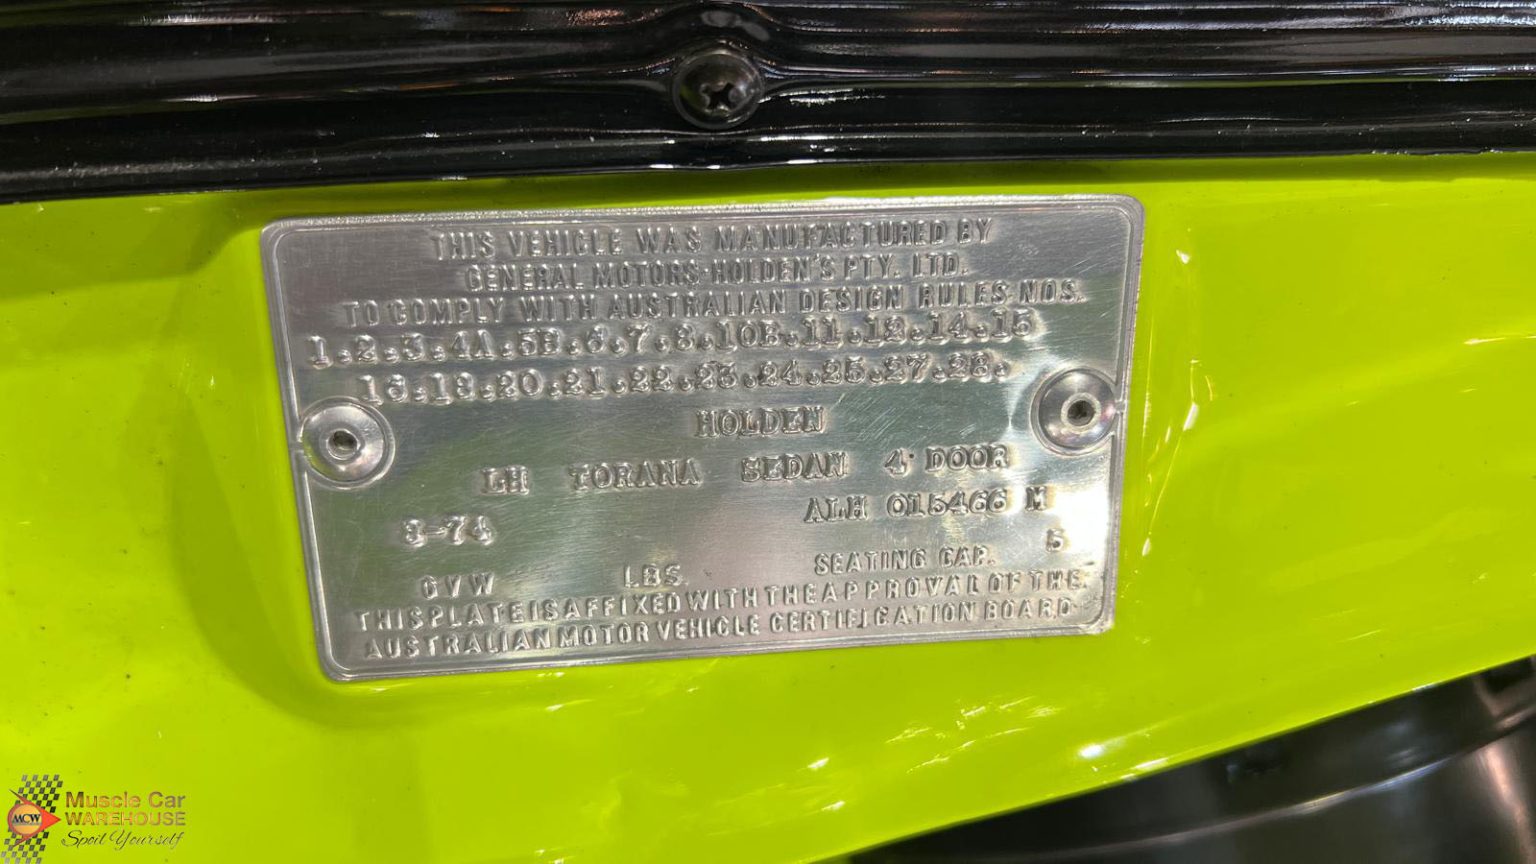 THIS VEHICLE WAS MANUFACTURED BY
GENERAL MOTORS-HOLDEN'S PTY. LTD.
TO COMPLY WITH AUSTRALIAN DESIGN RULES NOS.
1.2.3.4A.5B.6.7.8.10B.11.12.14.15
16.18.20.21.22.23.24.25.27.28.
HOLDEN
LH TORANA SEDAN 4 DOOR
ALH 015466 M
8-74
5
GVW LBS. SEATING CAP.
THIS PLATE IS AFFIXED WITH THE APPROVAL OF THE
AUSTRALIAN MOTOR VEHICLE CERTIFICATION BOARD
MCW
Muscle Car
WAREHOUSE
Spoil Yourself